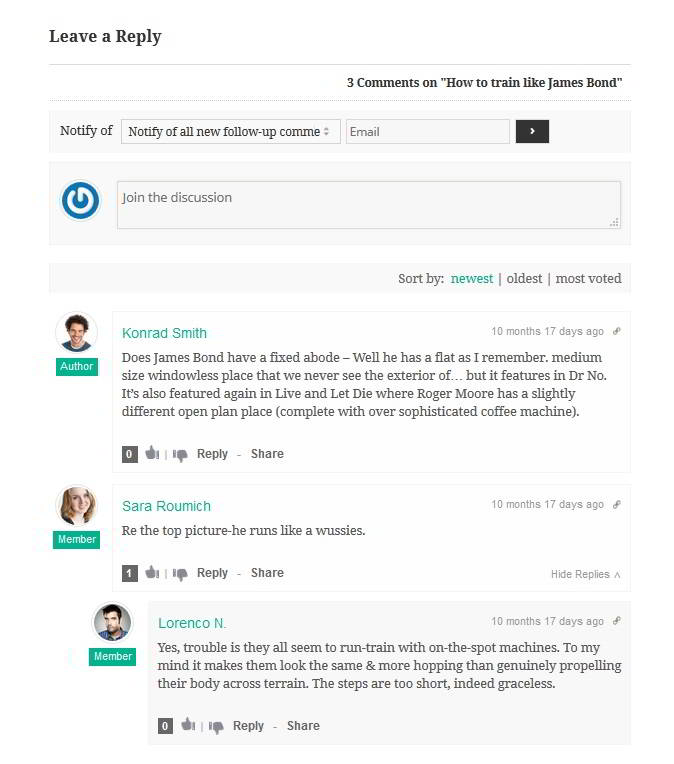 Leave a Reply
3 Comments on "How to train like James Bond"
Notify of Notify of all new follow-up comme Email ›
Join the discussion
Sort by: newest | oldest | most voted
Konrad Smith 10 months 17 days ago
Author
Does James Bond have a fixed abode – Well he has a flat as I remember. medium
size windowless place that we never see the exterior of… but it features in Dr No.
It’s also featured again in Live and Let Die where Roger Moore has a slightly
different open plan place (complete with over sophisticated coffee machine).
0 | Reply - Share
Sara Roumich 10 months 17 days ago
Member
Re the top picture-he runs like a wussies.
1 | Reply - Share Hide Replies ∧
Lorenco N. 10 months 17 days ago
Member
Yes, trouble is they all seem to run-train with on-the-spot machines. To my
mind it makes them look the same & more hopping than genuinely propelling
their body across terrain. The steps are too short, indeed graceless.
0 | Reply - Share